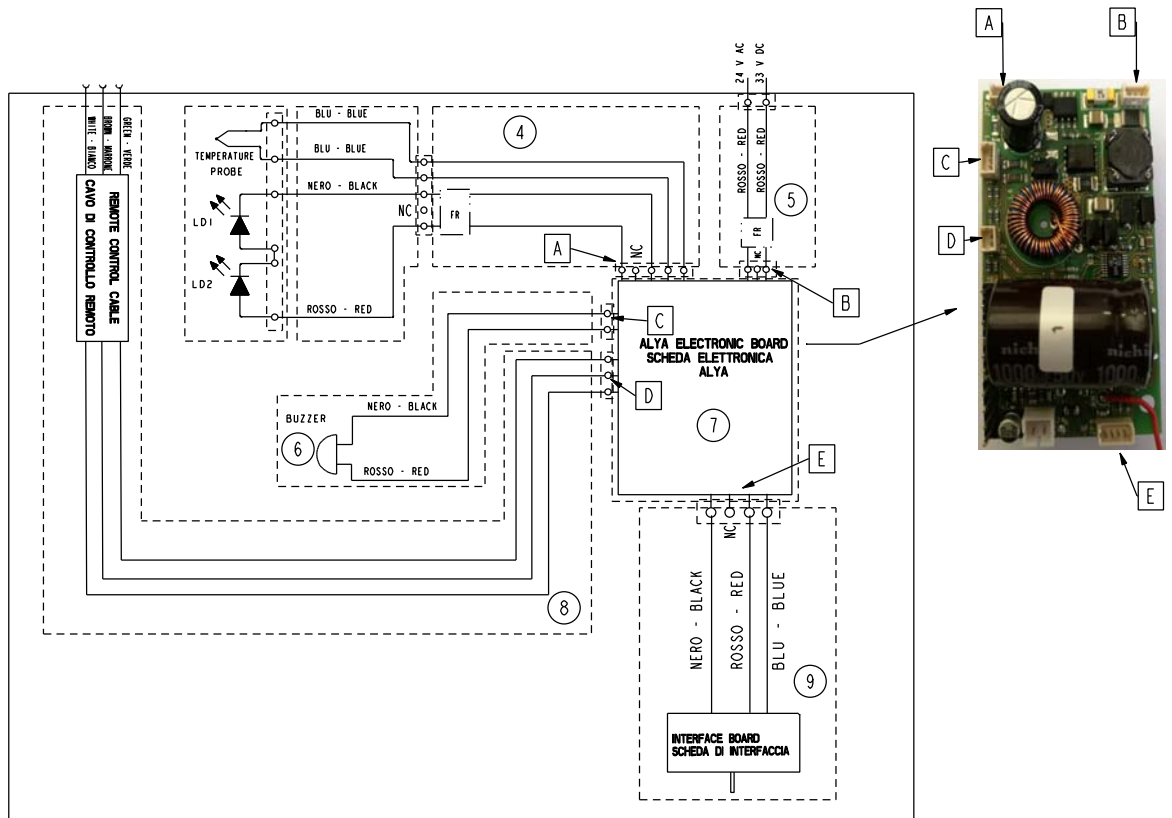 A
B
24 V AC
33 V DC
GREEN - VERDE
BROWN - MARRONE
WHITE - BIANCO
REMOTE CONTROL CABLE
CAVO DI CONTROLLO REMOTO
TEMPERATURE
PROBE
LD1
LD2
BLU - BLUE
BLU - BLUE
NERO - BLACK
NC
ROSSO - RED
FR
4
A
NC
ROSSO - RED
ROSSO - RED
5
FR
NC
B
C
D
C
ALYA ELECTRONIC BOARD
SCHEDA ELETTRONICA
ALYA
D
7
E
BUZZER
6
NERO - BLACK
ROSSO - RED
8
NC
NERO - BLACK
ROSSO - RED
BLU - BLUE
9
INTERFACE BOARD
SCHEDA DI INTERFACCIA
nichi
nichi
1000
1000
E